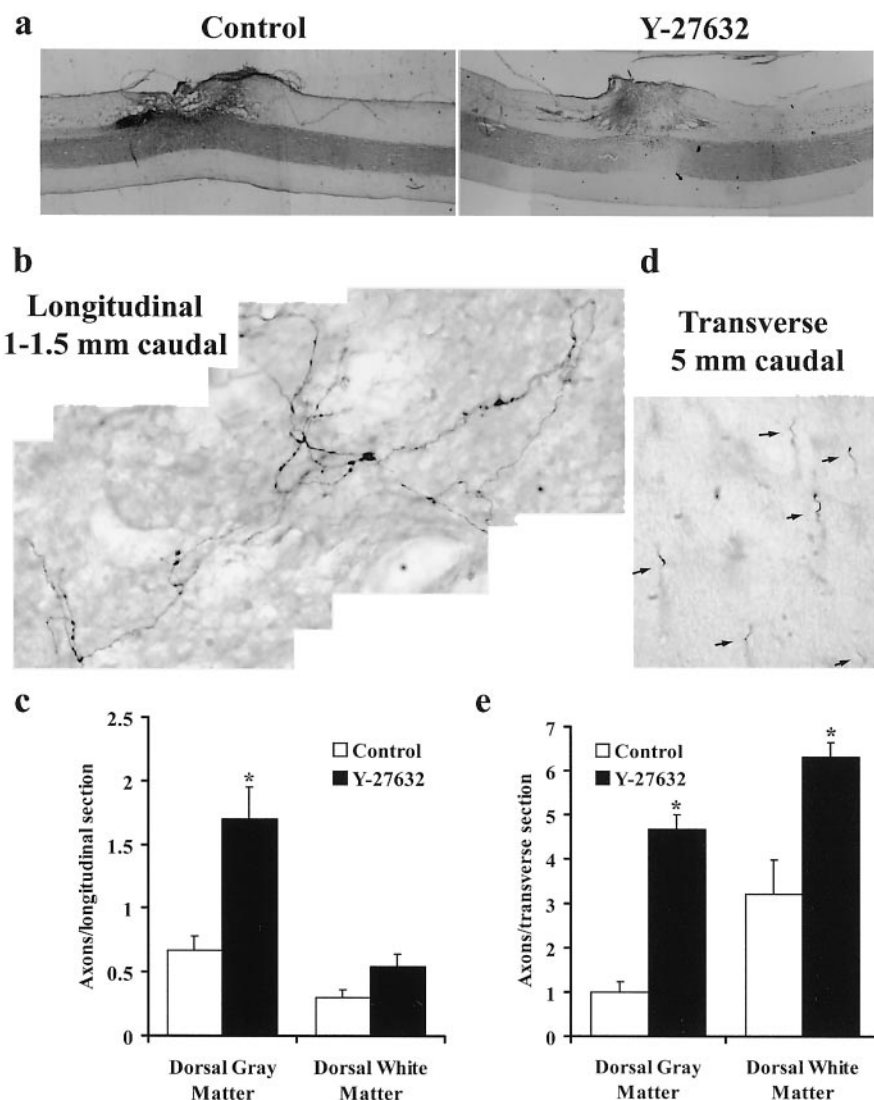 a
Control
Y-27632
b
Longitudinal
1-1.5 mm caudal
d
Transverse
5 mm caudal
c
Axons/longitudinal section
2.5
2
1.5
1
0.5
0
Control
Y-27632
*
Dorsal Gray
Matter
Dorsal White
Matter
e
Axons/transverse section
7
6
5
4
3
2
1
0
Control
Y-27632
*
*
Dorsal Gray
Matter
Dorsal White
Matter